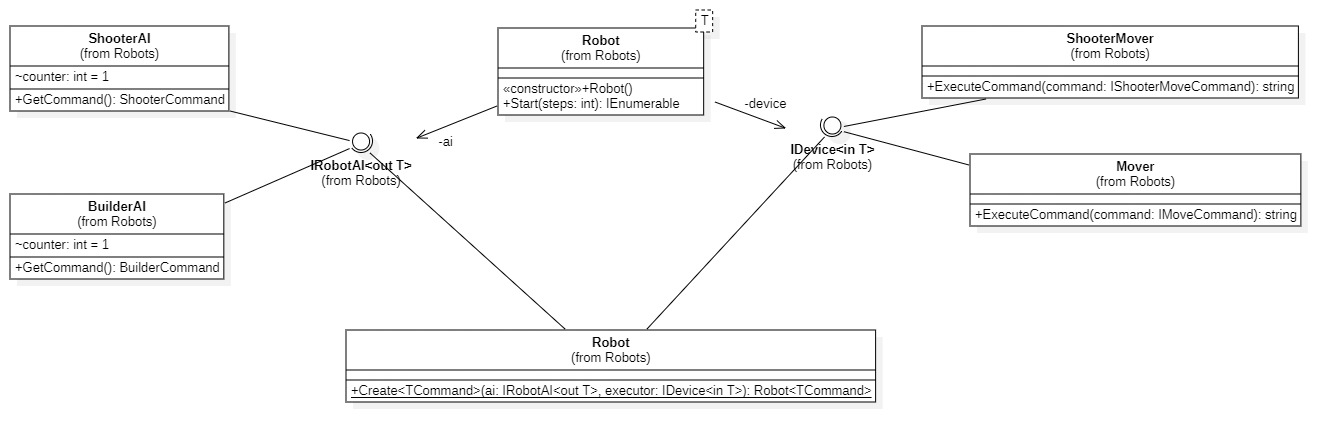 ShooterAI
(from Robots)
~counter: int = 1
+GetCommand(): ShooterCommand
T
Robot
(from Robots)
«constructor»+Robot()
+Start(steps: int): IEnumerable
ShooterMover
(from Robots)
+ExecuteCommand(command: IShooterMoveCommand): string
-ai
-device
IRobotAI<out T>
(from Robots)
IDevice<in T>
(from Robots)
Mover
(from Robots)
+ExecuteCommand(command: IMoveCommand): string
BuilderAI
(from Robots)
~counter: int = 1
+GetCommand(): BuilderCommand
Robot
(from Robots)
+Create<TCommand>(ai: IRobotAI<out T>, executor: IDevice<in T>): Robot<TCommand>